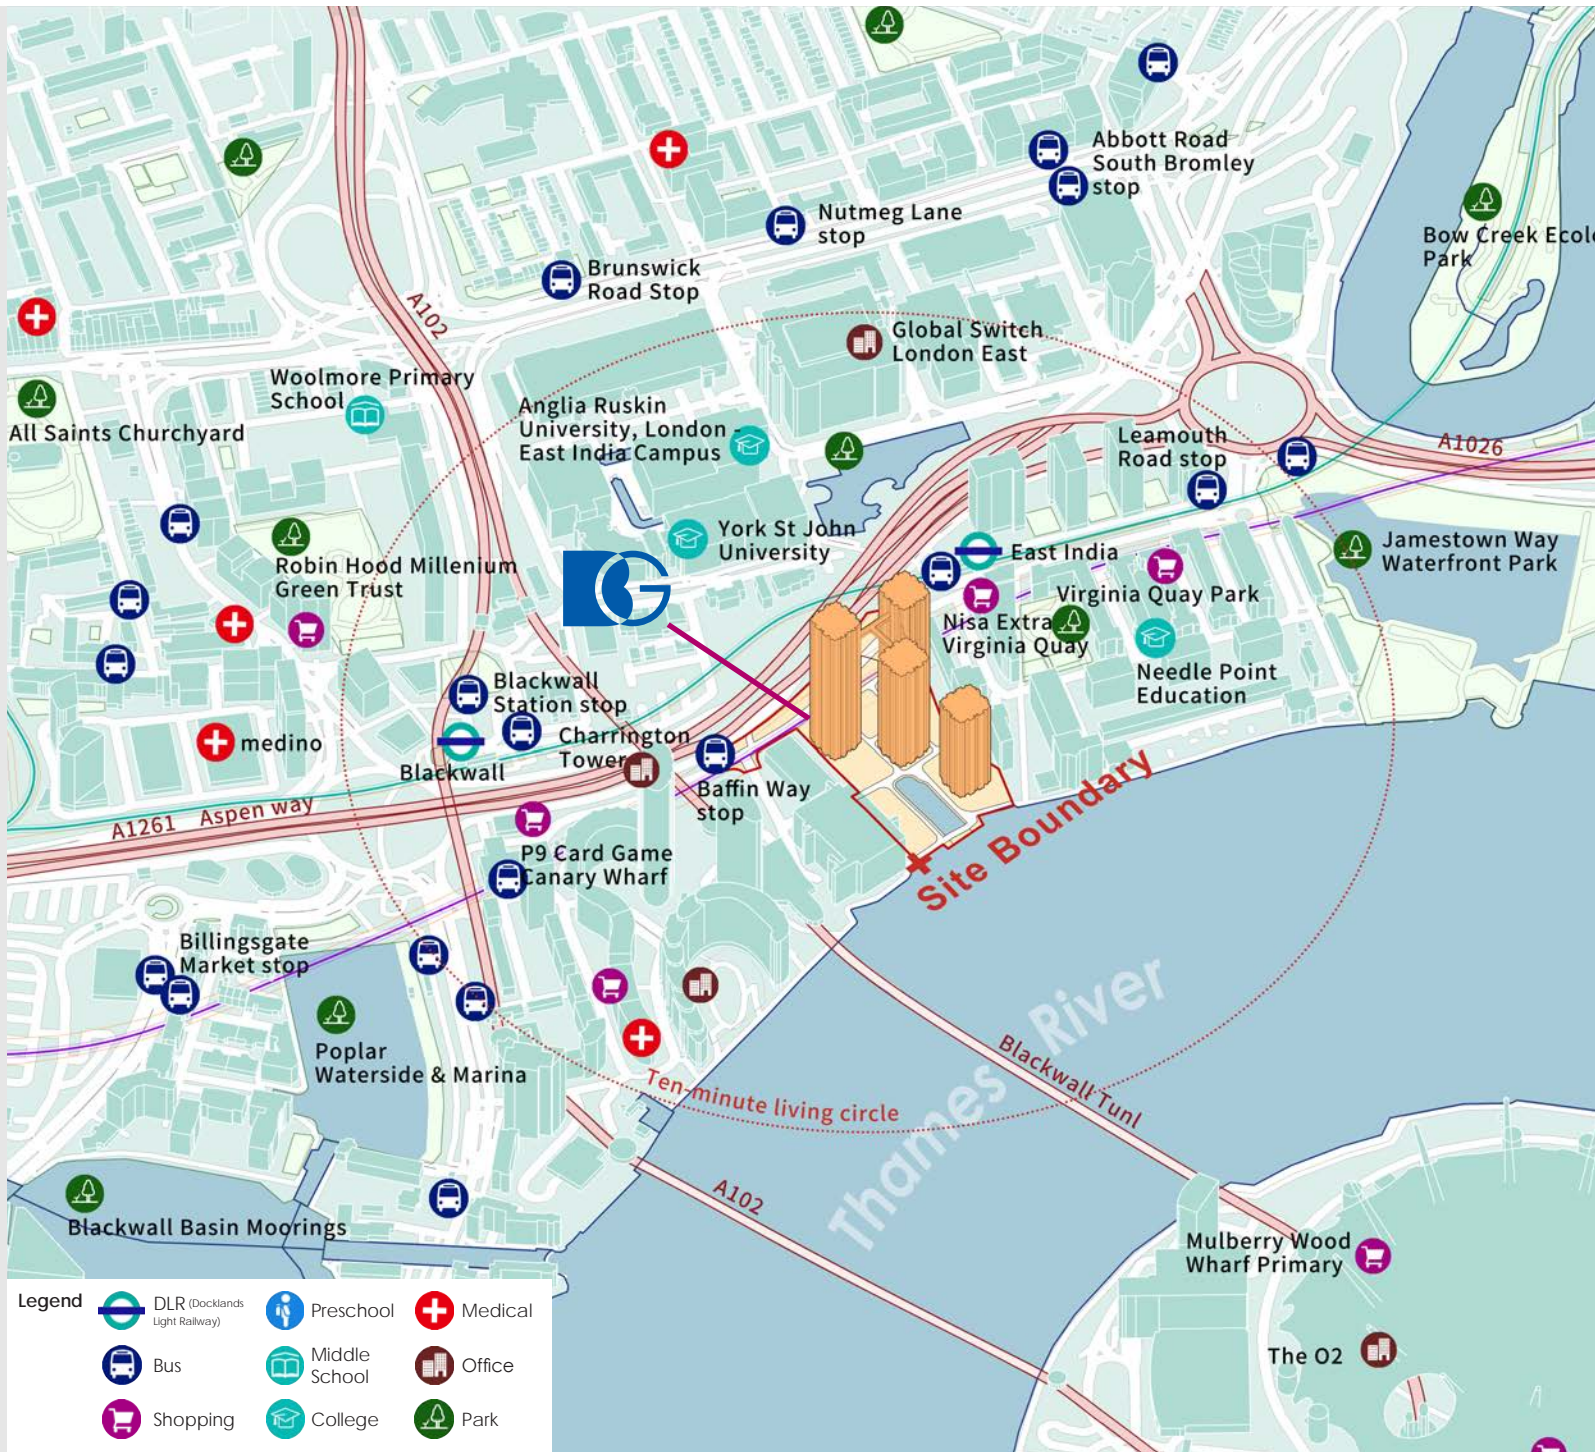 Abbott Road
South Bromley
stop
Nutmeg Lane
stop
Bow Creek Ecol
Park
Brunswick
Road Stop
A102
Global Switch
London East
Woolmore Primary
School
Anglia Ruskin
University, London -
East India Campus
All Saints Churchyard
Leamouth
Road stop
A1026
York St John
University
East India
Jamestown Way
Waterfront Park
Robin Hood Millenium
Green Trust
BG
Virginia Quay Park
Nisa Extra
Virginia Quay
Needle Point
Education
Blackwall
Station stop
medino
Charrington
Tower
Blackwall
Baffin Way
stop
A1261 Aspen way
Site Boundary
P9 Card Game
Canary Wharf
Billingsgate
Market stop
Poplar
Waterside & Marina
Ten-minute living circle
Thames River
Blackwall Tunl
A102
Blackwall Basin Moorings
Mulberry Wood
Wharf Primary
The O2
Legend
DLR (Docklands
Light Railway)
Preschool
Medical
Bus
Middle
School
Office
Shopping
College
Park